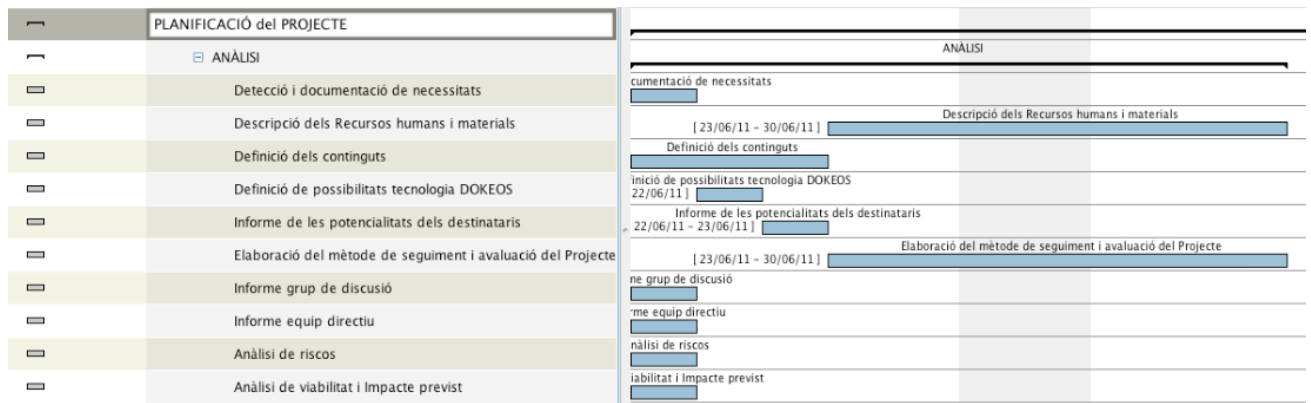 PLANIFICACIÓ del PROJECTE
ANÀLISI
ANÀLISI
Detecció i documentació de necessitats
cumentació de necessitats
Descripció dels Recursos humans i materials
Descripció dels Recursos humans i materials
[ 23/06/11 - 30/06/11 ]
Definició dels continguts
Definició dels continguts
Definició de possibilitats tecnologia DOKEOS
inició de possibilitats tecnologia DOKEOS
22/06/11 ]
Informe de les potencialitats dels destinataris
Informe de les potencialitats dels destinataris
22/06/11 - 23/06/11 ]
Elaboració del mètode de seguiment i avaluació del Projecte
Elaboració del mètode de seguiment i avaluació del Projecte
[ 23/06/11 - 30/06/11 ]
Informe grup de discusió
me grup de discusió
Informe equip directiu
rme equip directiu
Anàlisi de riscos
nàlisi de riscos
Anàlisi de viabilitat i Impacte previst
iabilitat i Impacte previst